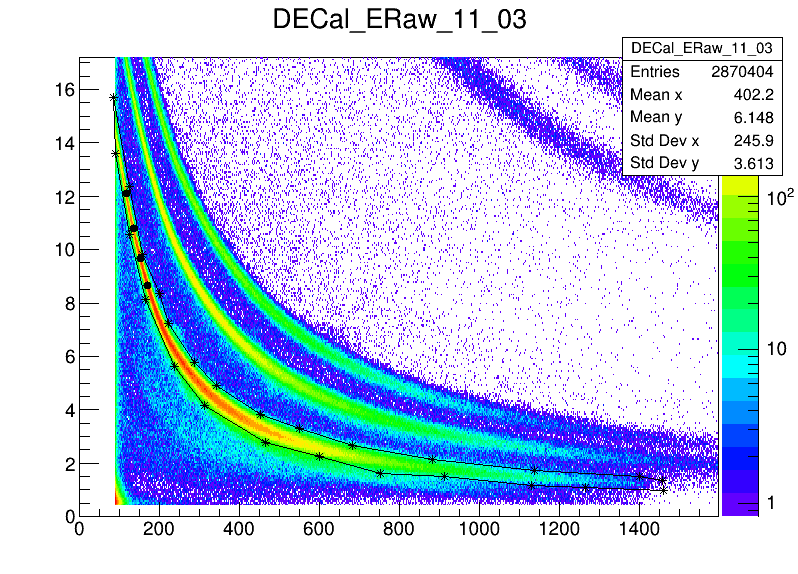 DECal_ERaw_11_03
DECal_ERaw_11_03
Entries 2870404
Mean x 402.2
Mean y 6.148
Std Dev x 245.9
Std Dev y 3.613
16
14
12
10
8
6
4
2
0
0 200 400 600 800 1000 1200 1400
10²
10
1